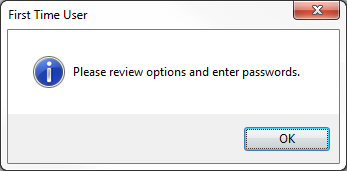 First Time User
Please review options and enter passwords.
OK